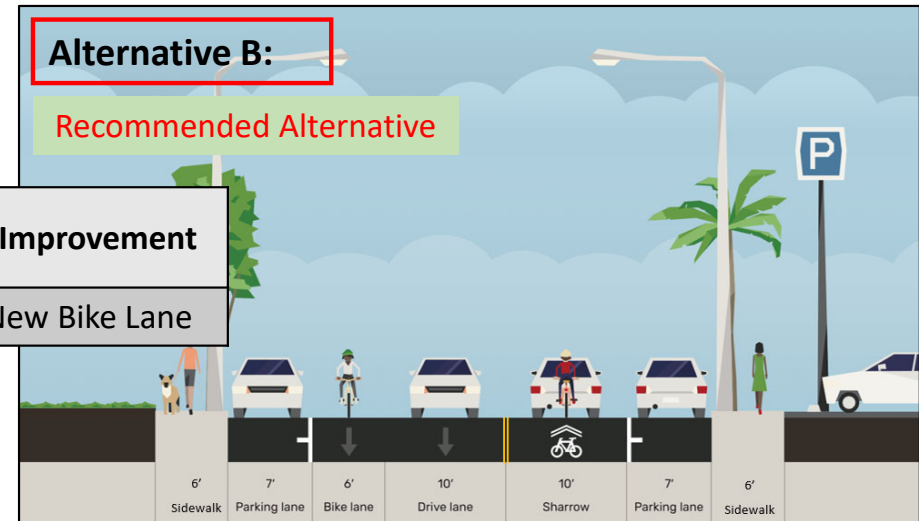 Alternative B:
Recommended Alternative
P
Improvement
New Bike Lane
6' 7' 6' 10' 10' 7' 6'
Sidewalk Parking lane Bike lane Drive lane Sharrow Parking lane Sidewalk